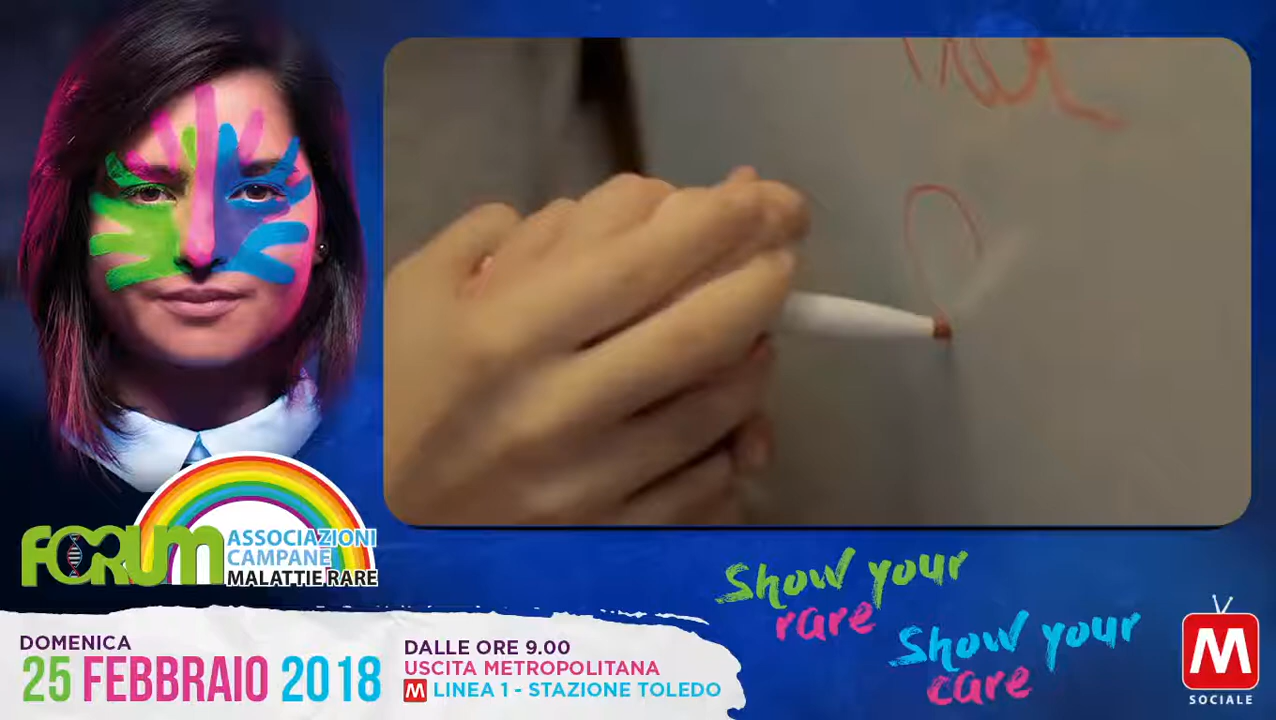 FORUM
ASSOCIAZIONI
CAMPANE
MALATTIE RARE
DOMENICA
25 FEBBRAIO 2018
DALLE ORE 9.00
USCITA METROPOLITANA
M LINEA 1 - STAZIONE TOLEDO
Show your
rare
Show your
care
M
SOCIALE